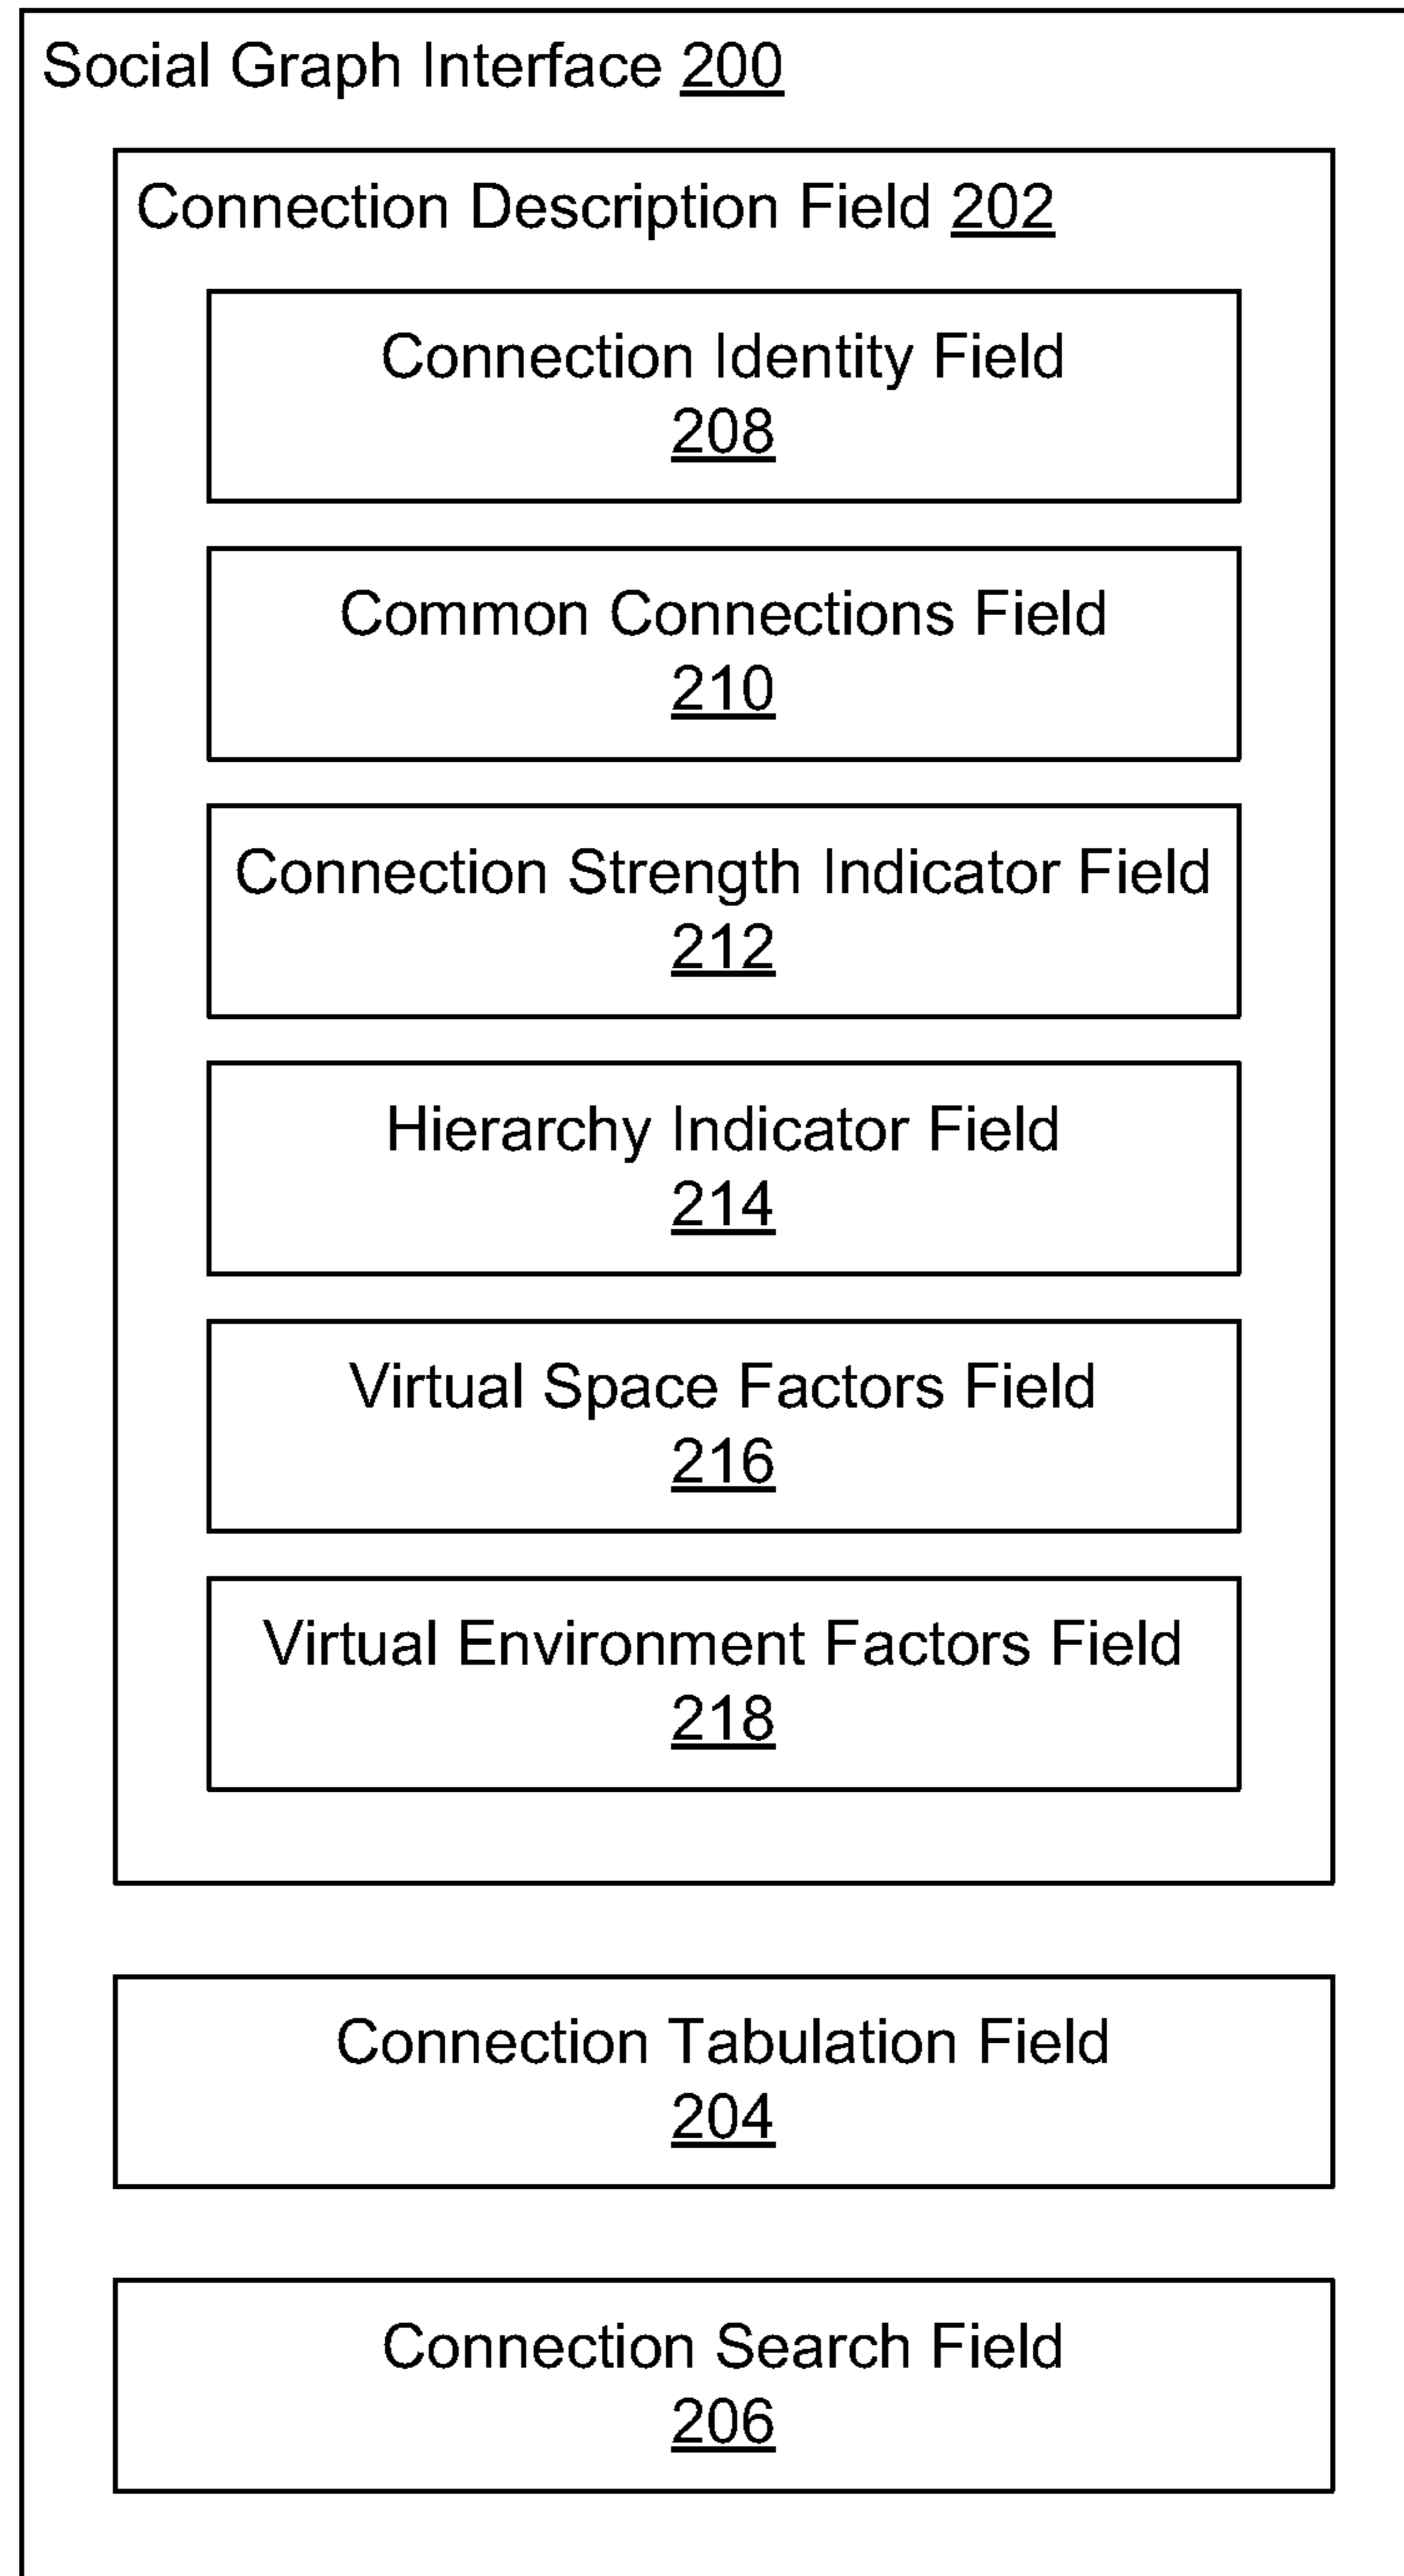 Social Graph Interface 200
Connection Description Field 202
Connection Identity Field
208
Common Connections Field
210
Connection Strength Indicator Field
212
Hierarchy Indicator Field
214
Virtual Space Factors Field
216
Virtual Environment Factors Field
218
Connection Tabulation Field
204
Connection Search Field
206